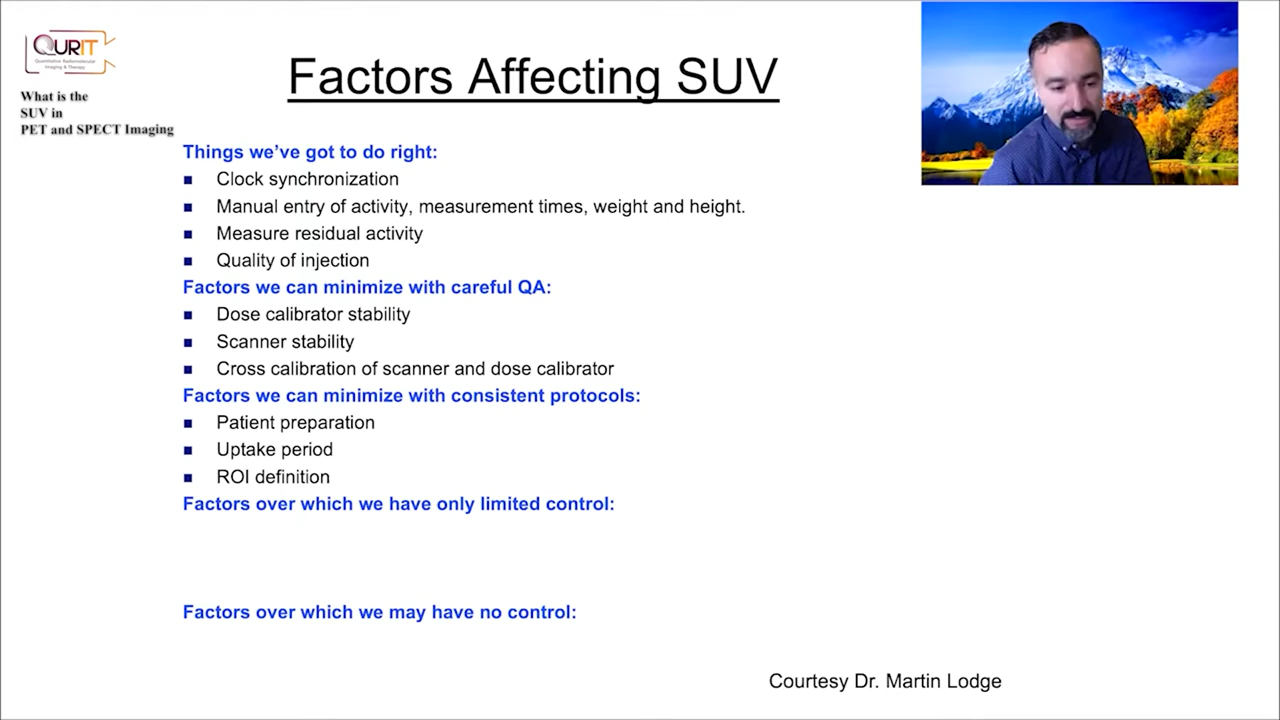 QURIT
Quantitative Radiomolecular
Imaging & Therapy
What is the
SUV in
PET and SPECT Imaging
Factors Affecting SUV
Things we've got to do right:
Clock synchronization
Manual entry of activity, measurement times, weight and height.
Measure residual activity
Quality of injection
Factors we can minimize with careful QA:
Dose calibrator stability
Scanner stability
Cross calibration of scanner and dose calibrator
Factors we can minimize with consistent protocols:
Patient preparation
Uptake period
ROI definition
Factors over which we have only limited control:
Factors over which we may have no control:
Courtesy Dr. Martin Lodge